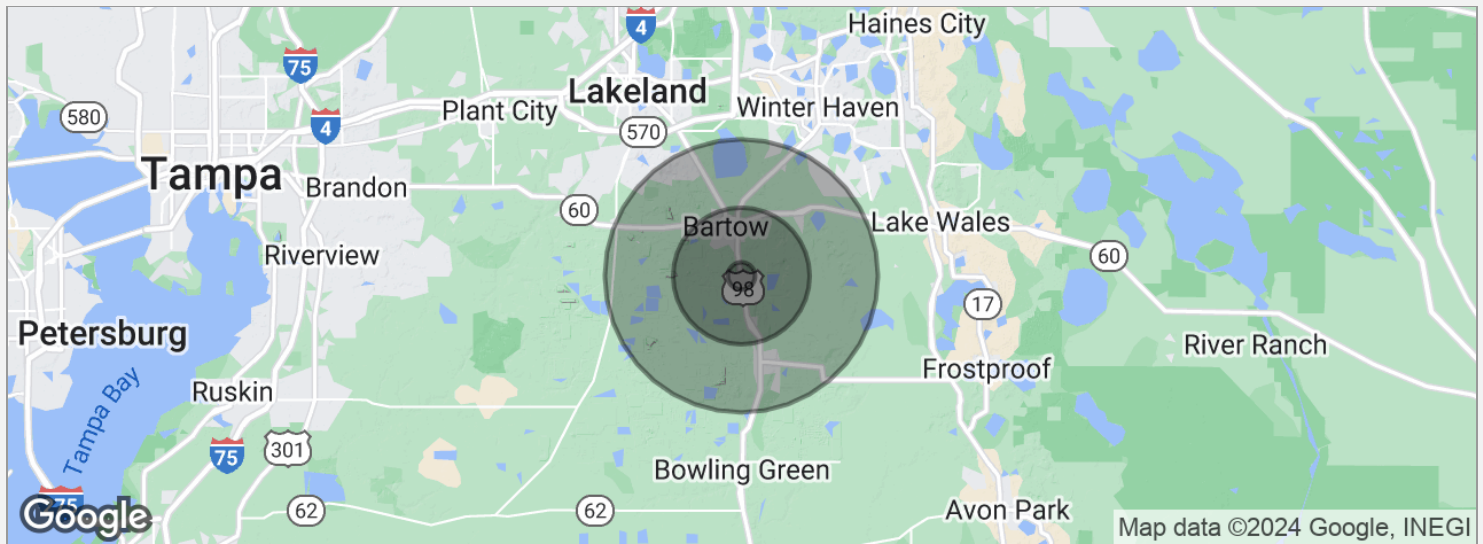 Haines City
4
75
Lakeland
Plant City
Winter Haven
580
4
570
Tampa
Brandon
60
Bartow
Lake Wales
Riverview
60
98
17
Petersburg
River Ranch
Frostproof
Ruskin
Tampa Bay
301
75
Bowling Green
75
62
62
Avon Park
Google
Map data ©2024 Google, INEGI